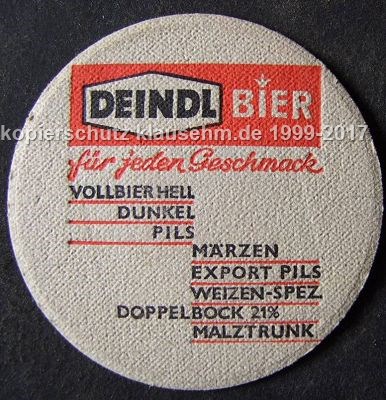 DEINDL BIER
kopierschutz-klausehm.de 1999-2017
für jeden Geschmack
VOLLBIER HELL
DUNKEL
PILS
MÄRZEN
EXPORT PILS
WEIZEN-SPEZ.
DOPPELBOCK 21%
MALZTRUNK